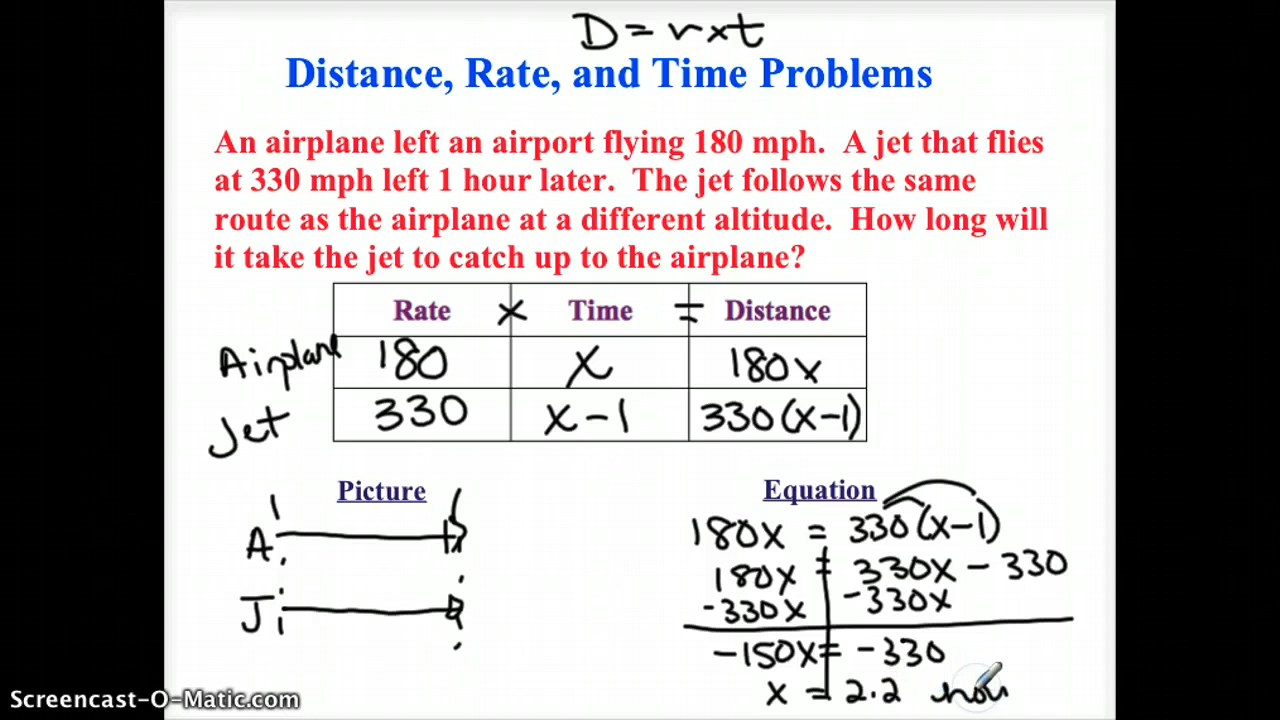 D = r x t
Distance, Rate, and Time Problems
An airplane left an airport flying 180 mph. A jet that flies
at 330 mph left 1 hour later. The jet follows the same
route as the airplane at a different altitude. How long will
it take the jet to catch up to the airplane?
Rate x Time = Distance
Airplane 180 x 180x
Jet 330 x-1 330(x-1)
Picture
A
J
Equation
180x = 330(x-1)
180x = 330x - 330
-330x -330x
-150x = -330
x = 2.2 hou
Screencast-O-Matic.com